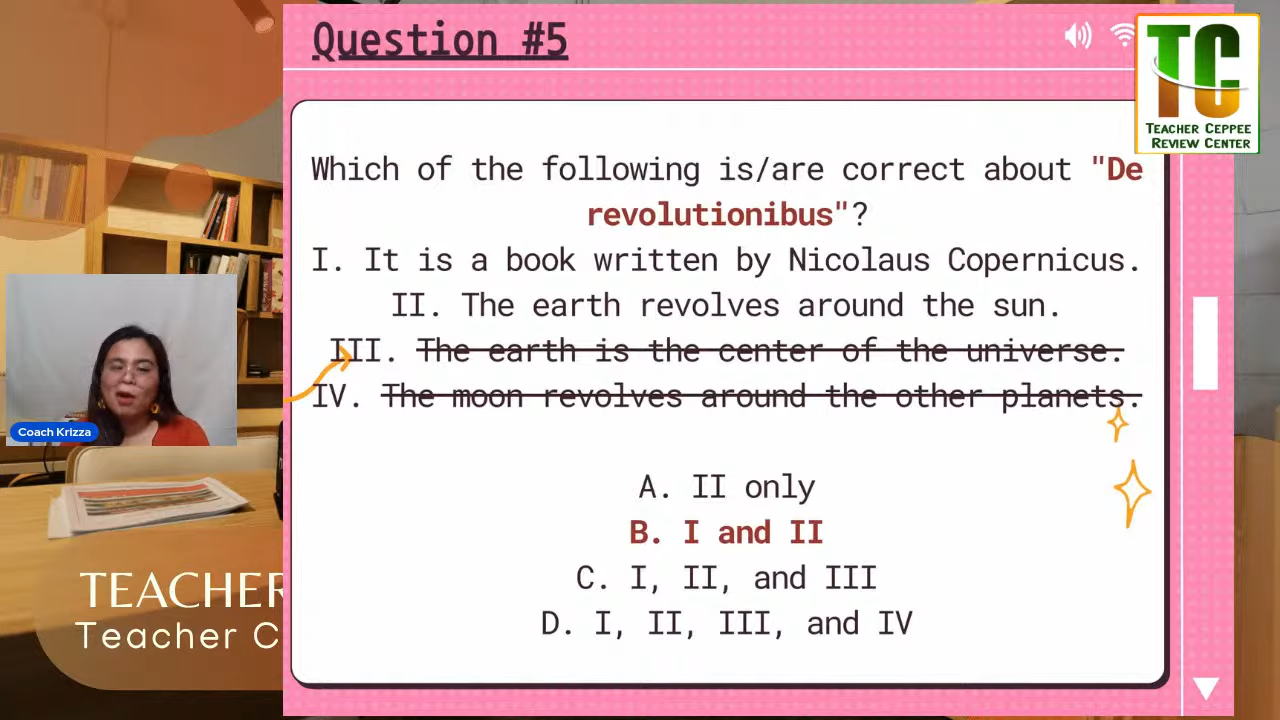 Question #5
TC
TEACHER CEPPEE
REVIEW CENTER
Which of the following is/are correct about "De
revolutionibus"?
I. It is a book written by Nicolaus Copernicus.
II. The earth revolves around the sun.
III. The earth is the center of the universe.
IV. The moon revolves around the other planets.
A. II only
B. I and II
C. I, II, and III
D. I, II, III, and IV
Coach Krizza
TEACHER
Teacher C